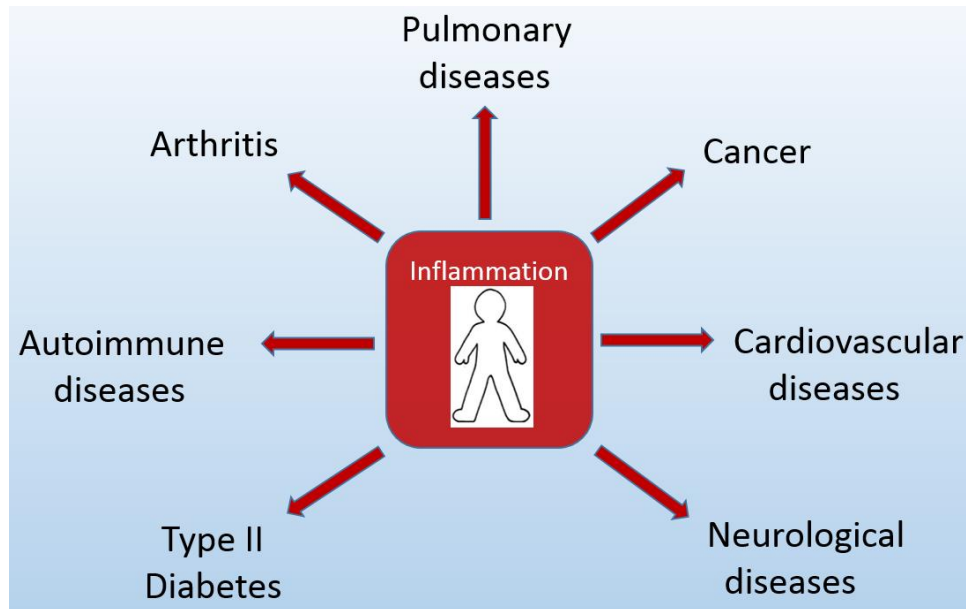 Pulmonary
diseases
Arthritis
Cancer
Inflammation
Autoimmune
diseases
Cardiovascular
diseases
Type II
Diabetes
Neurological
diseases